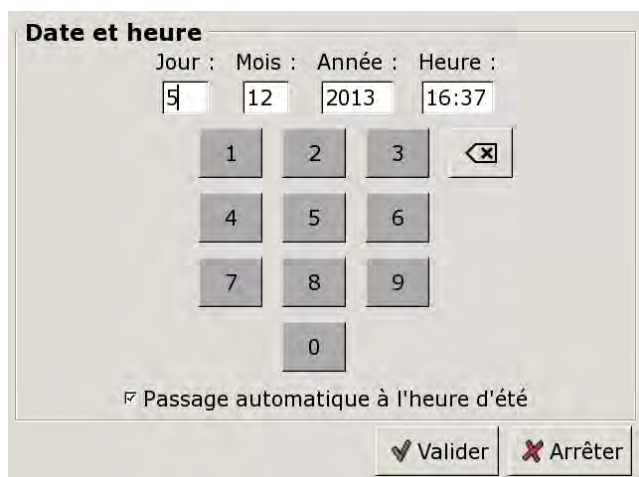 Date et heure
Jour : Mois : Année : Heure :
5 12 2013 16:37
1 2 3
4 5 6
7 8 9
0
Passage automatique à l'heure d'été
Valider Arrêter